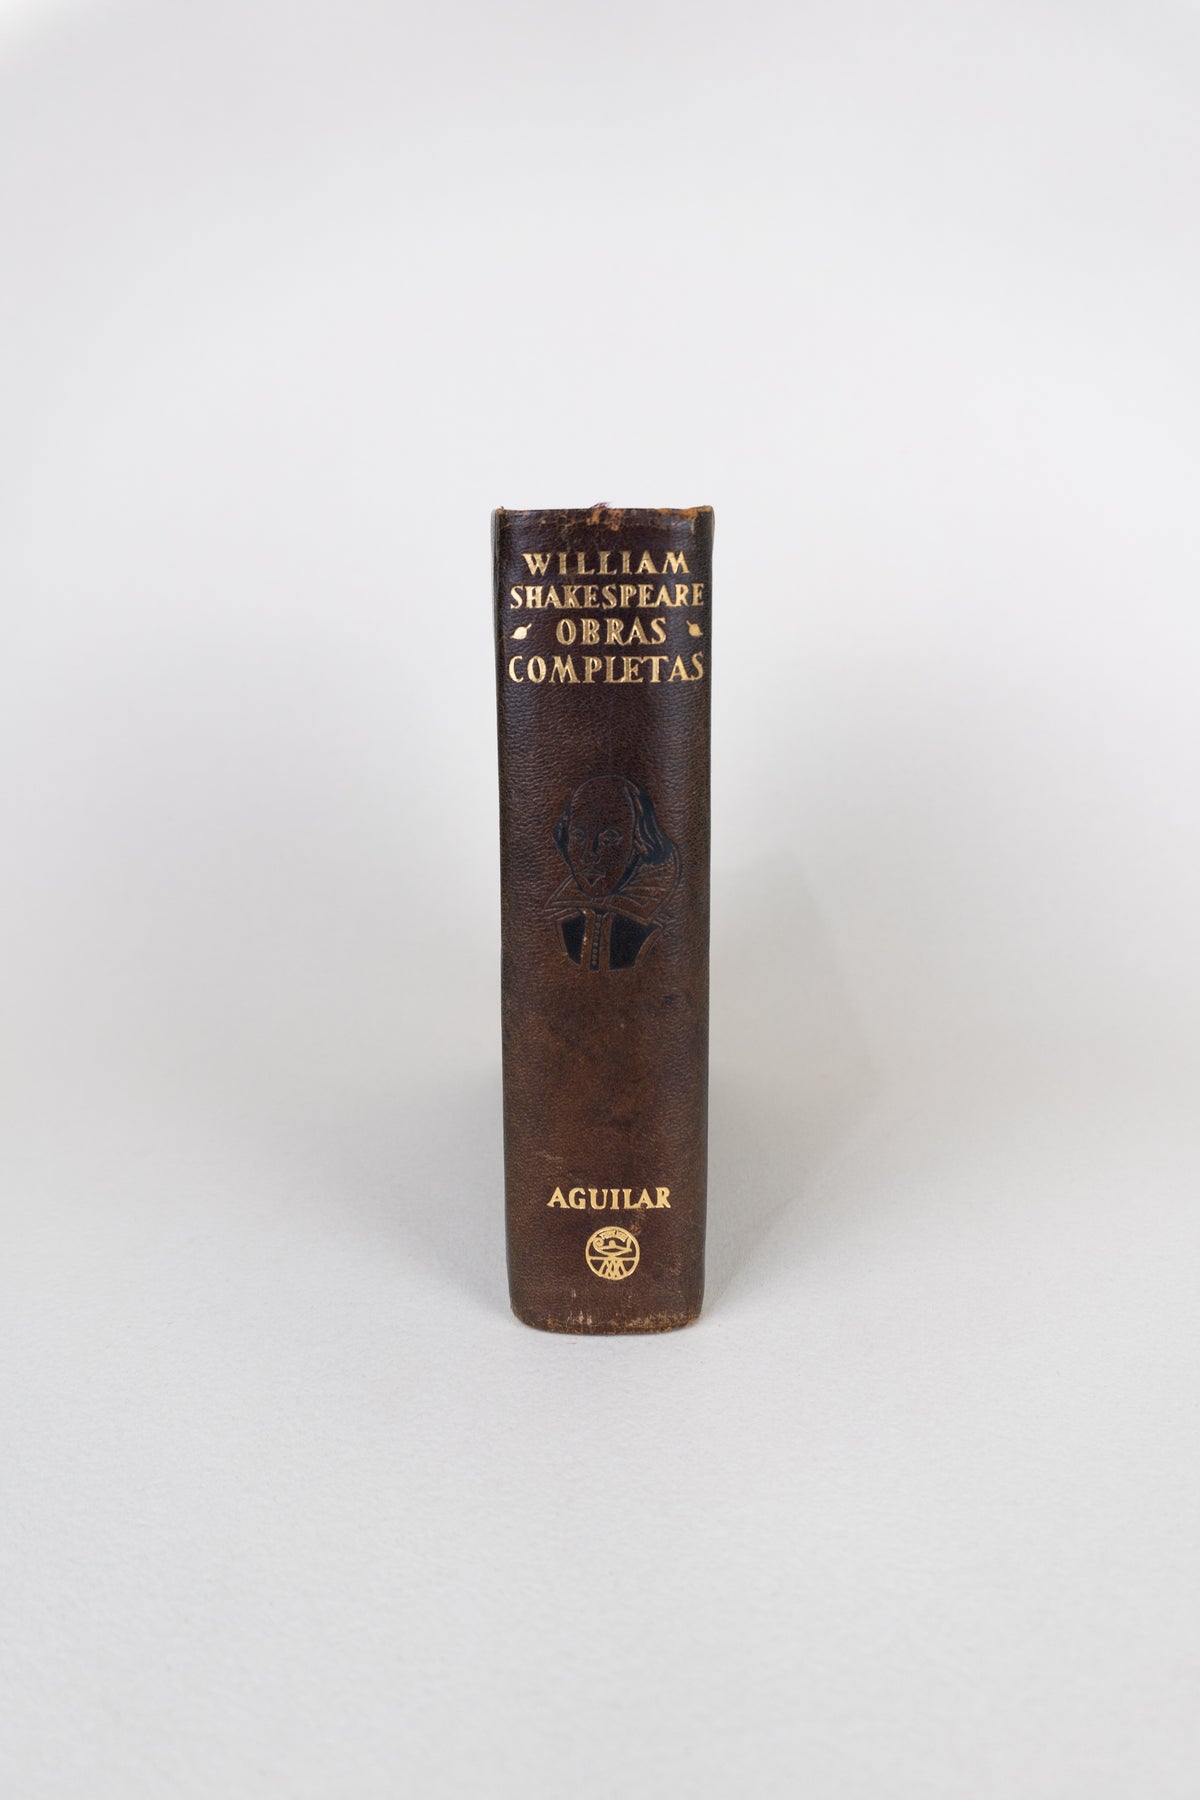 WILLIAM
SHAKESPEARE
OBRAS
COMPLETAS
AGUILAR